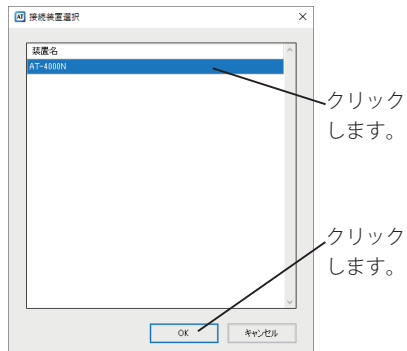 AT 接続装置選択
装置名
AT-4000N
クリック
します。
クリック
します。
OK キャンセル